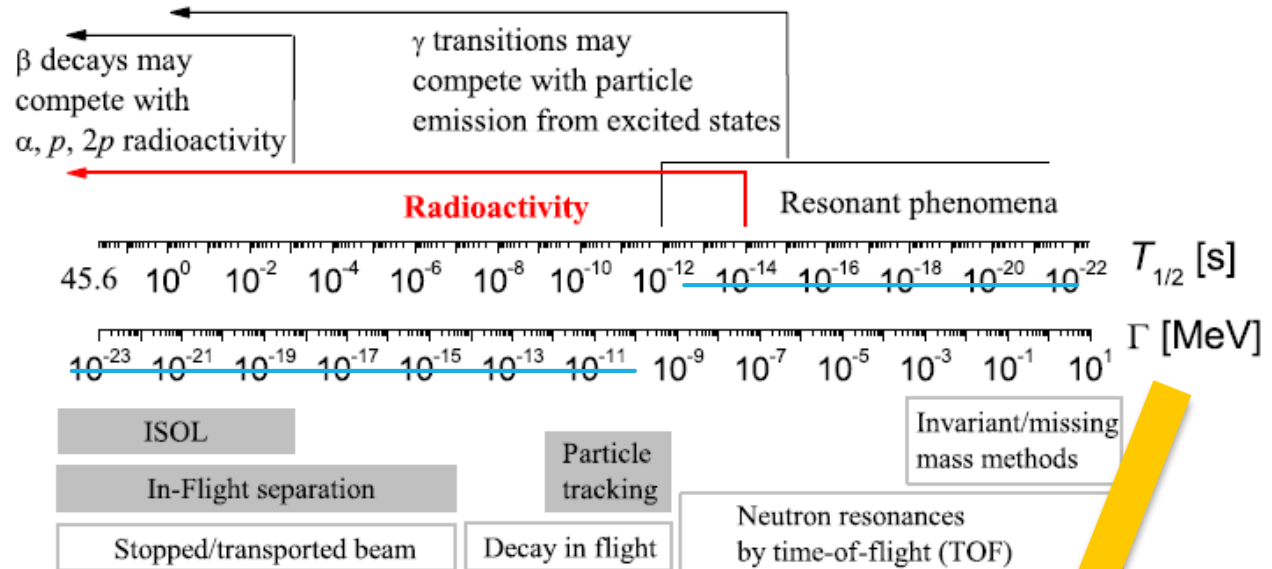 β decays may
compete with
α, p, 2p radioactivity
γ transitions may
compete with particle
emission from excited states
Radioactivity
Resonant phenomena
45.6 10⁰ 10⁻² 10⁻⁴ 10⁻⁶ 10⁻⁸ 10⁻¹⁰ 10⁻¹² 10⁻¹⁴ 10⁻¹⁶ 10⁻¹⁸ 10⁻²⁰ 10⁻²² T₁/₂ [s]
10⁻²³ 10⁻²¹ 10⁻¹⁹ 10⁻¹⁷ 10⁻¹⁵ 10⁻¹³ 10⁻¹¹ 10⁻⁹ 10⁻⁷ 10⁻⁵ 10⁻³ 10⁻¹ 10¹ Γ [MeV]
ISOL
In-Flight separation
Stopped/transported beam
Particle
tracking
Decay in flight
Invariant/missing
mass methods
Neutron resonances
by time-of-flight (TOF)